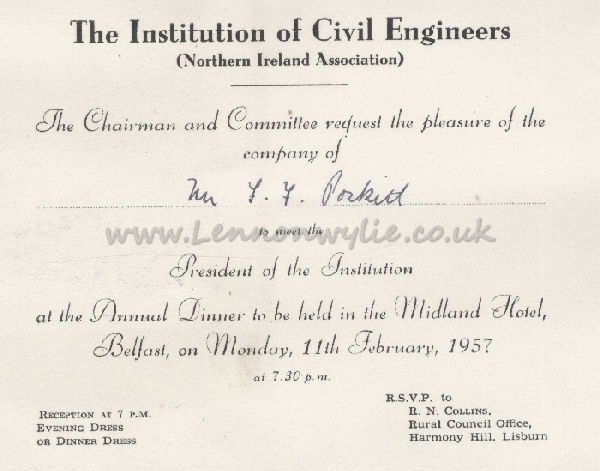 The Institution of Civil Engineers
(Northern Ireland Association)
The Chairman and Committee request the pleasure of the
company of
Mr
to meet the
www.Lennonwylie.co.uk
President of the Institution
at the Annual Dinner to be held in the Midland Hotel,
Belfast, on Monday, 11th February, 1957
at 7.30 p.m.
RECEPTION AT 7 P.M.
EVENING DRESS
OR DINNER DRESS
R.S.V.P. to
R. N. COLLINS,
Rural Council Office,
Harmony Hill, Lisburn